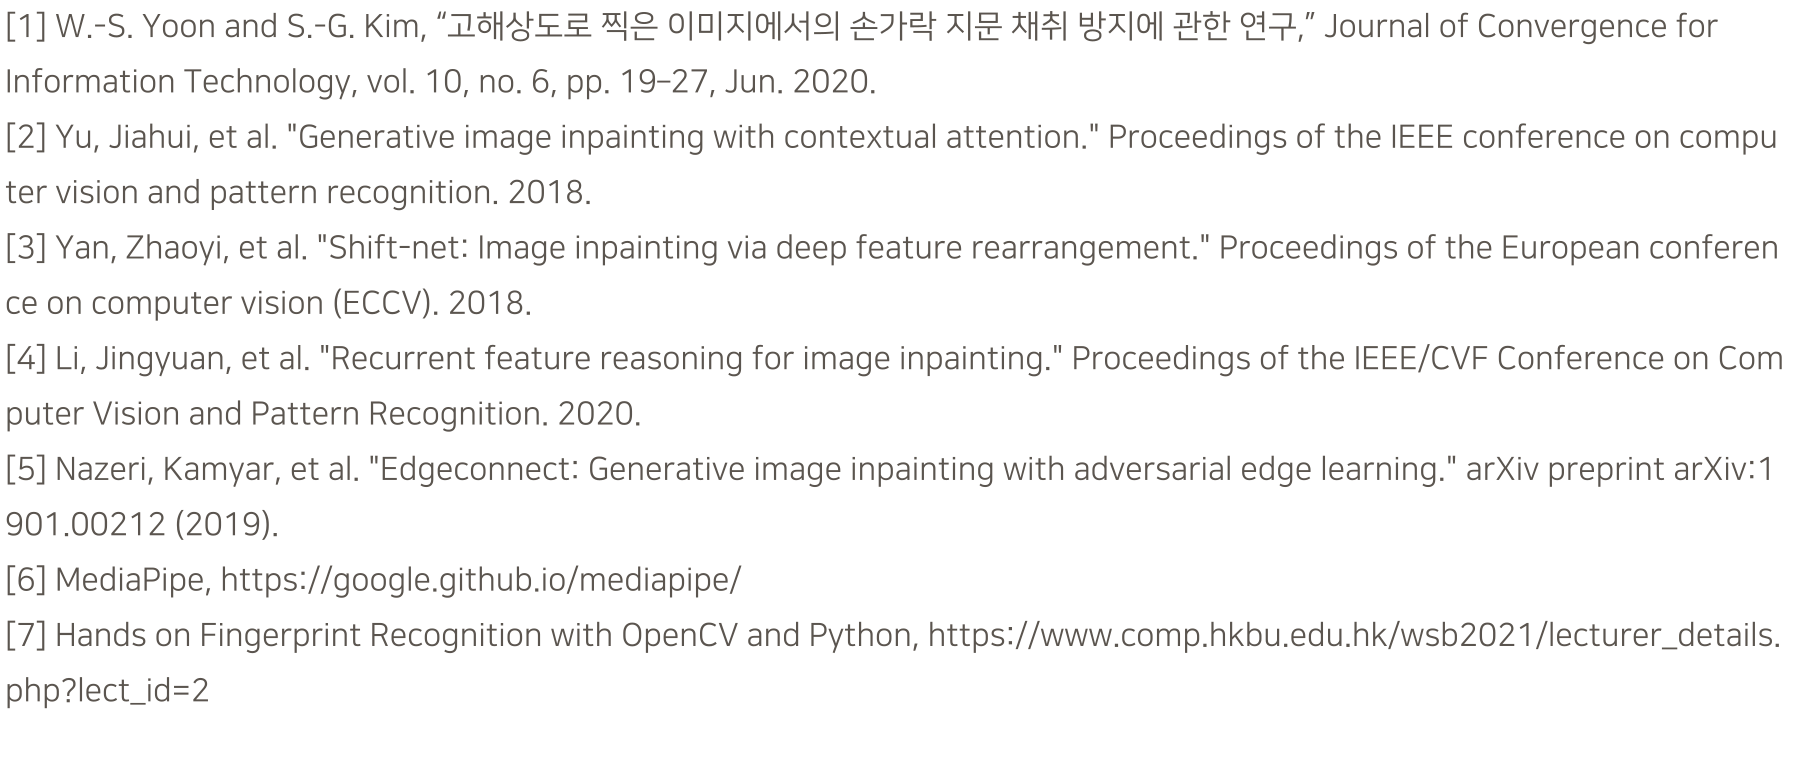 [1] W.-S. Yoon and S.-G. Kim, “고해상도로 찍은 이미지에서의 손가락 지문 채취 방지에 관한 연구,” Journal of Convergence for
Information Technology, vol. 10, no. 6, pp. 19–27, Jun. 2020.
[2] Yu, Jiahui, et al. "Generative image inpainting with contextual attention." Proceedings of the IEEE conference on compu
ter vision and pattern recognition. 2018.
[3] Yan, Zhaoyi, et al. "Shift-net: Image inpainting via deep feature rearrangement." Proceedings of the European conferen
ce on computer vision (ECCV). 2018.
[4] Li, Jingyuan, et al. "Recurrent feature reasoning for image inpainting." Proceedings of the IEEE/CVF Conference on Com
puter Vision and Pattern Recognition. 2020.
[5] Nazeri, Kamyar, et al. "Edgeconnect: Generative image inpainting with adversarial edge learning." arXiv preprint arXiv:1
901.00212 (2019).
[6] MediaPipe, https://google.github.io/mediapipe/
[7] Hands on Fingerprint Recognition with OpenCV and Python, https://www.comp.hkbu.edu.hk/wsb2021/lecturer_details.
php?lect_id=2